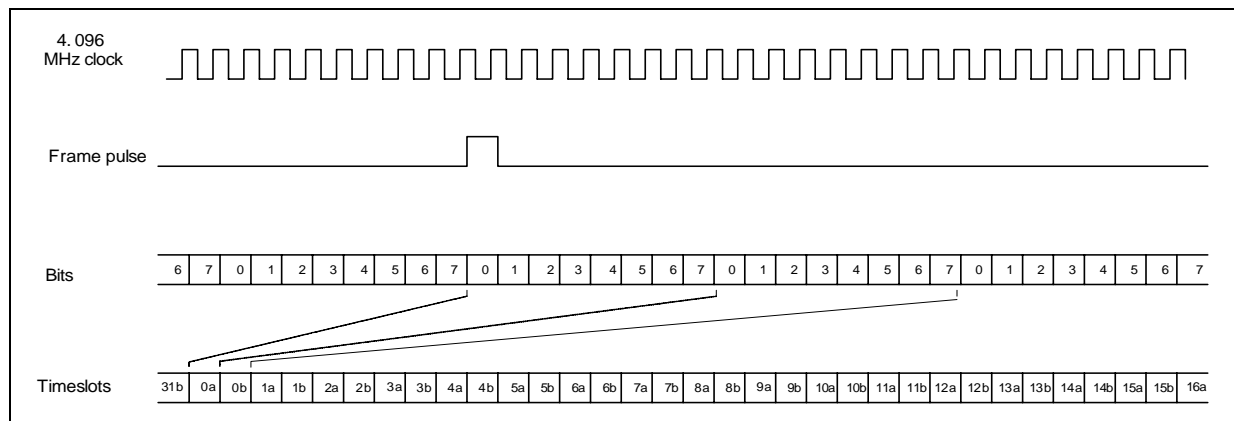 4. 096
MHz clock
Frame pulse
Bits 6 7 0 1 2 3 4 5 6 7 0 1 2 3 4 5 6 7 0 1 2 3 4 5 6 7 0 1 2 3 4 5 6 7
Timeslots 31b 0a 0b 1a 1b 2a 2b 3a 3b 4a 4b 5a 5b 6a 6b 7a 7b 8a 8b 9a 9b 10a 10b 11a 11b 12a 12b 13a 13b 14a 14b 15a 15b 16a